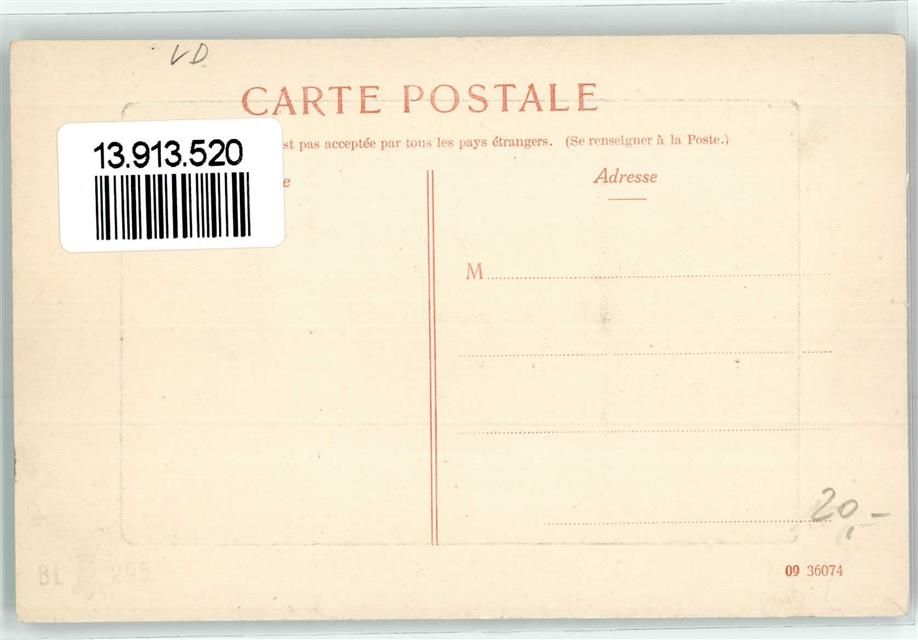 VD
CARTE POSTALE
pas acceptée par tous les pays étrangers. (Se renseigner à la Poste.)
13.913.520
Adresse
M
20,-
BL 295
09 36074